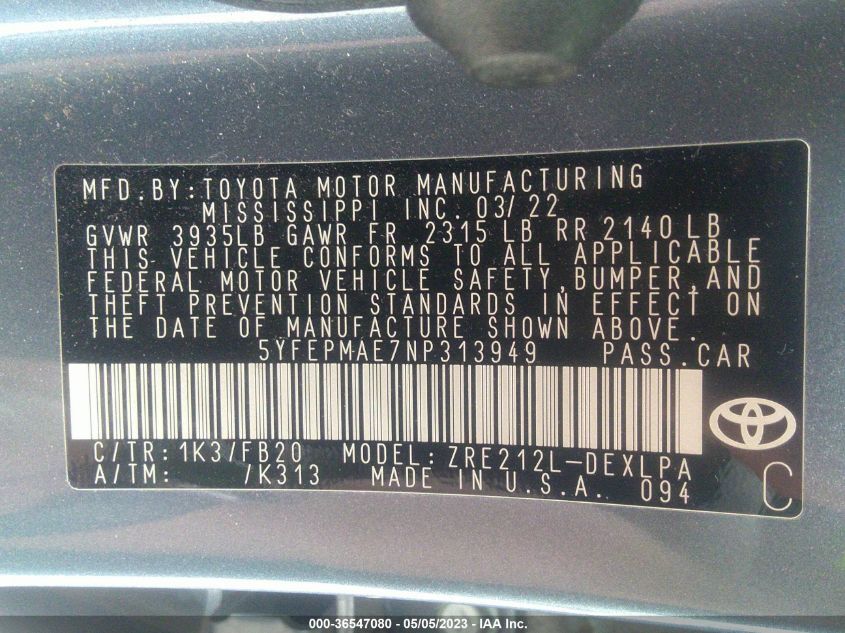 MFD.BY:TOYOTA MOTOR MANUFACTURING
MISSISSIPPI INC. 03/22
GVWR 3935LB GAWR FR 2315 LB RR 2140 LB
THIS VEHICLE CONFORMS TO ALL APPLICABLE
FEDERAL MOTOR VEHICLE SAFETY,BUMPER,AND
THEFT PREVENTION STANDARDS IN EFFECT ON
THE DATE OF MANUFACTURE SHOWN ABOVE.
5YFEPMAE7NP313949 PASS.CAR
C/TR:1K3/FB20 MODEL:ZRE212L-DEXLPA
A/TM: /K313 MADE IN U.S.A. 094 C
000-36547080 - 05/05/2023 - IAA Inc.